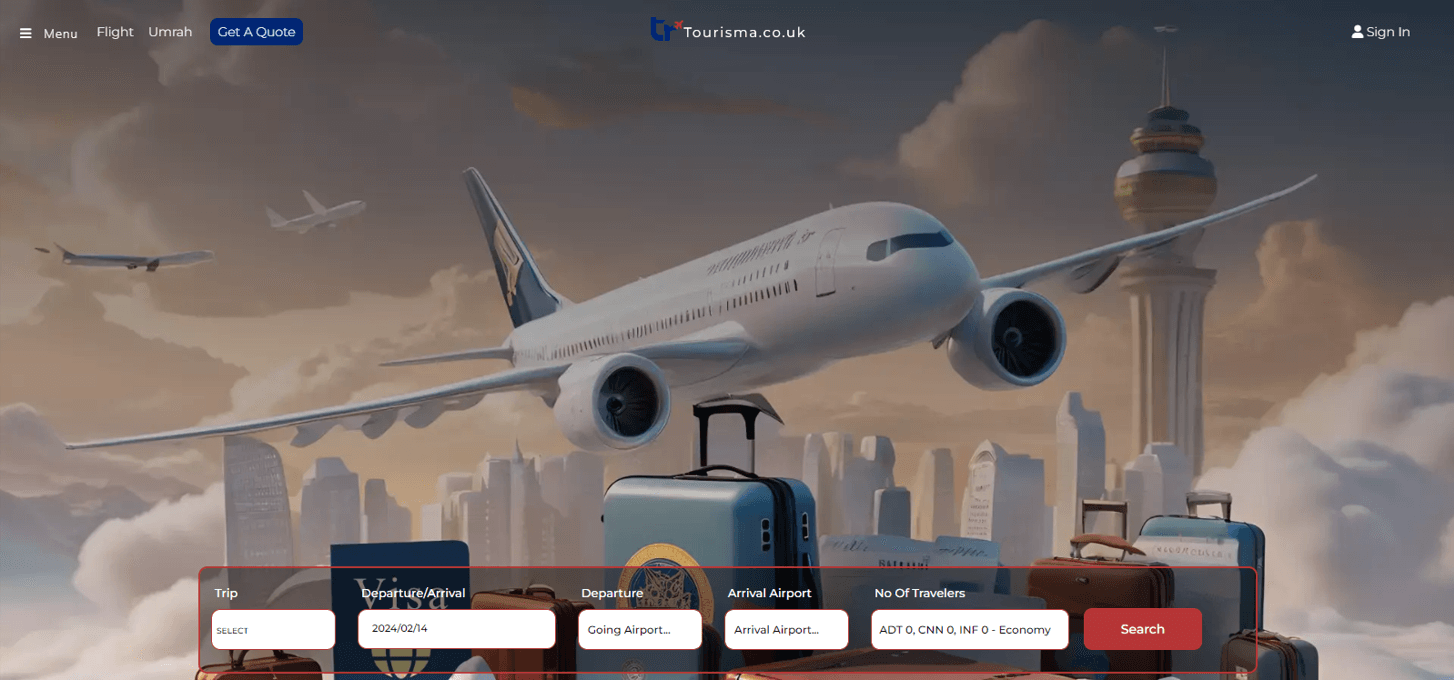 Menu
Flight
Umrah
Get A Quote
tr
Tourisma.co.uk
Sign In
Visa
Trip
Departure/Arrival
Departure
Arrival Airport
No Of Travelers
SELECT
2024/02/14
Going Airport...
Arrival Airport...
ADT 0, CNN 0, INF 0 - Economy
Search